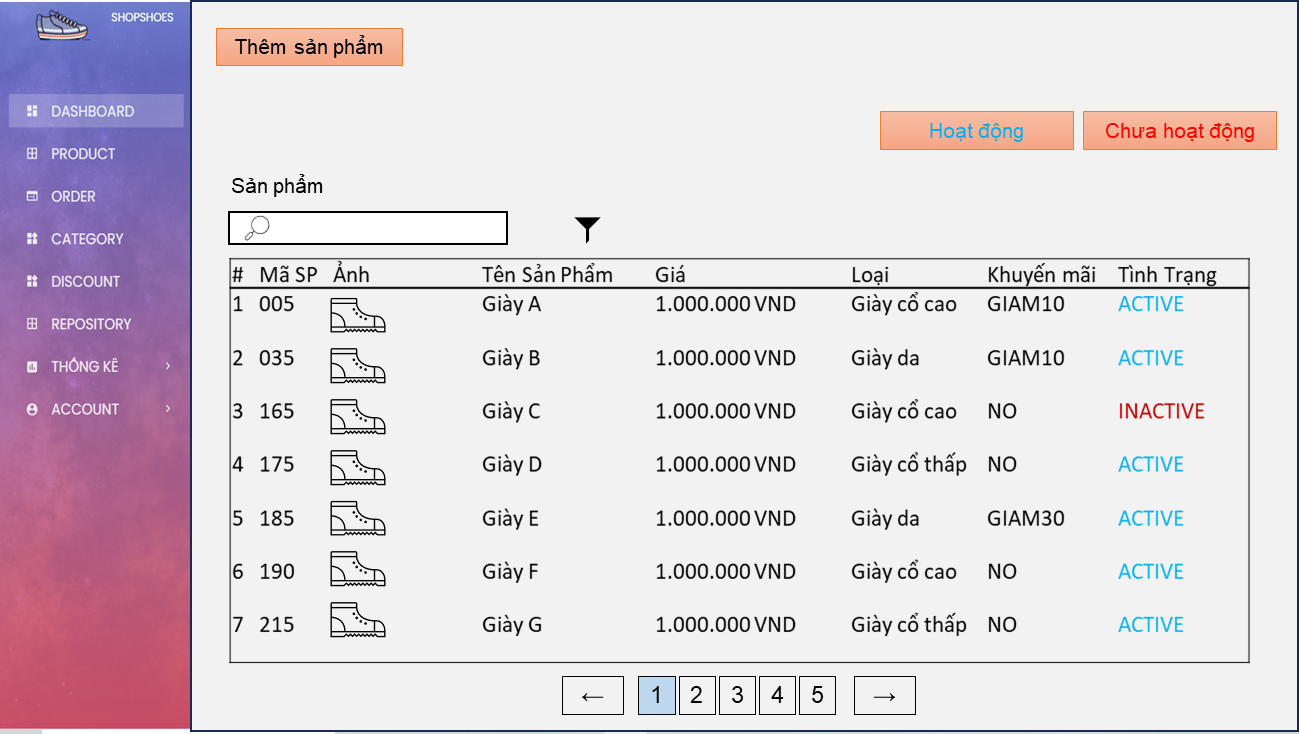 SHOPSHOES
DASHBOARD
PRODUCT
ORDER
CATEGORY
DISCOUNT
REPOSITORY
THỐNG KÊ
ACCOUNT
Thêm sản phẩm
Hoạt động Chưa hoạt động
Sản phẩm
# Mã SP Ảnh Tên Sản Phẩm Giá Loại Khuyến mãi Tình Trạng
1 005 Giày A 1.000.000 VND Giày cổ cao GIAM10 ACTIVE
2 035 Giày B 1.000.000 VND Giày da GIAM10 ACTIVE
3 165 Giày C 1.000.000 VND Giày cổ cao NO INACTIVE
4 175 Giày D 1.000.000 VND Giày cổ thấp NO ACTIVE
5 185 Giày E 1.000.000 VND Giày da GIAM30 ACTIVE
6 190 Giày F 1.000.000 VND Giày cổ cao NO ACTIVE
7 215 Giày G 1.000.000 VND Giày cổ thấp NO ACTIVE
← 1 2 3 4 5 →